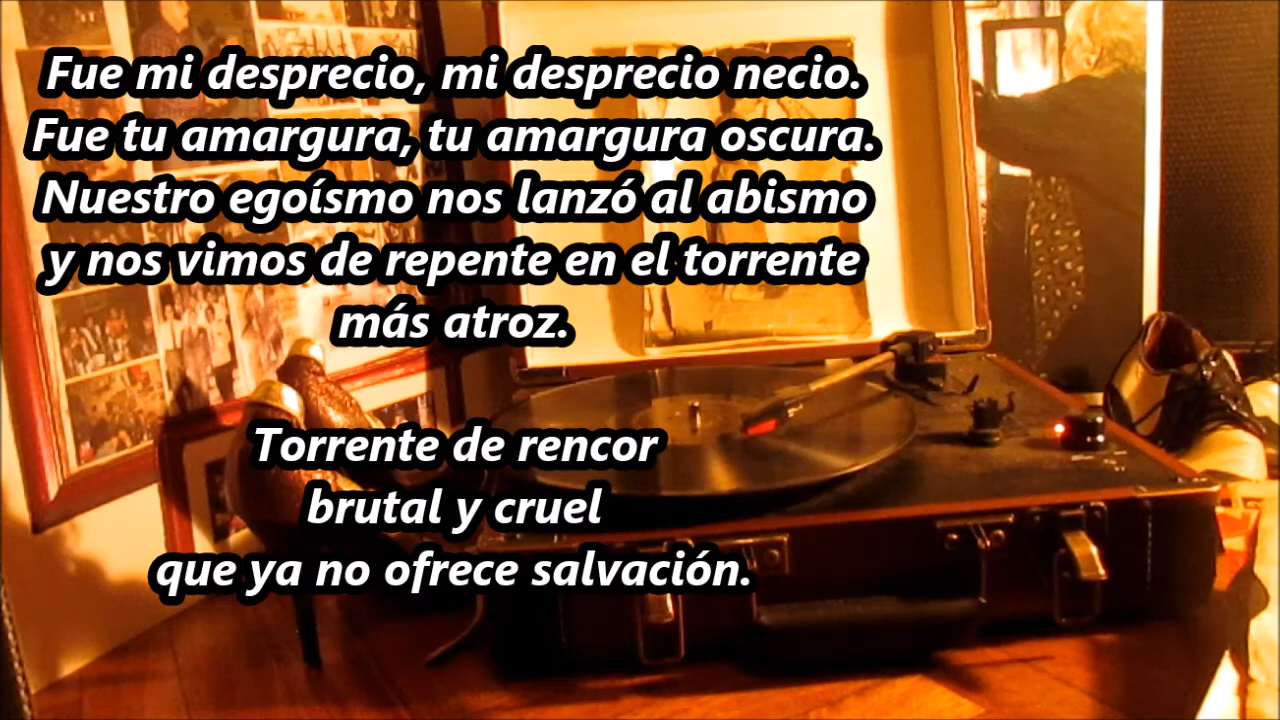 Fue mi desprecio, mi desprecio necio.
Fue tu amargura, tu amargura oscura.
Nuestro egoísmo nos lanzó al abismo
y nos vimos de repente en el torrente
más atroz.
Torrente de rencor
brutal y cruel
que ya no ofrece salvación.